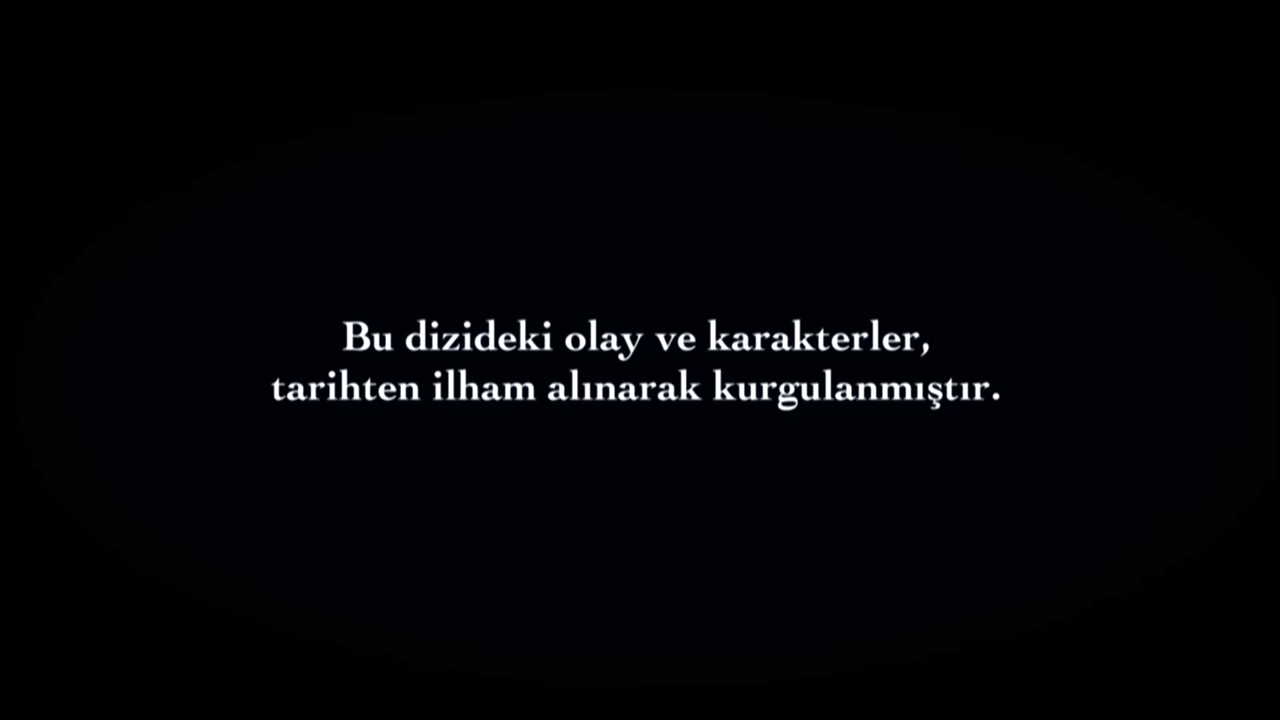 Bu dizideki olay ve karakterler,
tarihten ilham alınarak kurgulanmıştır.